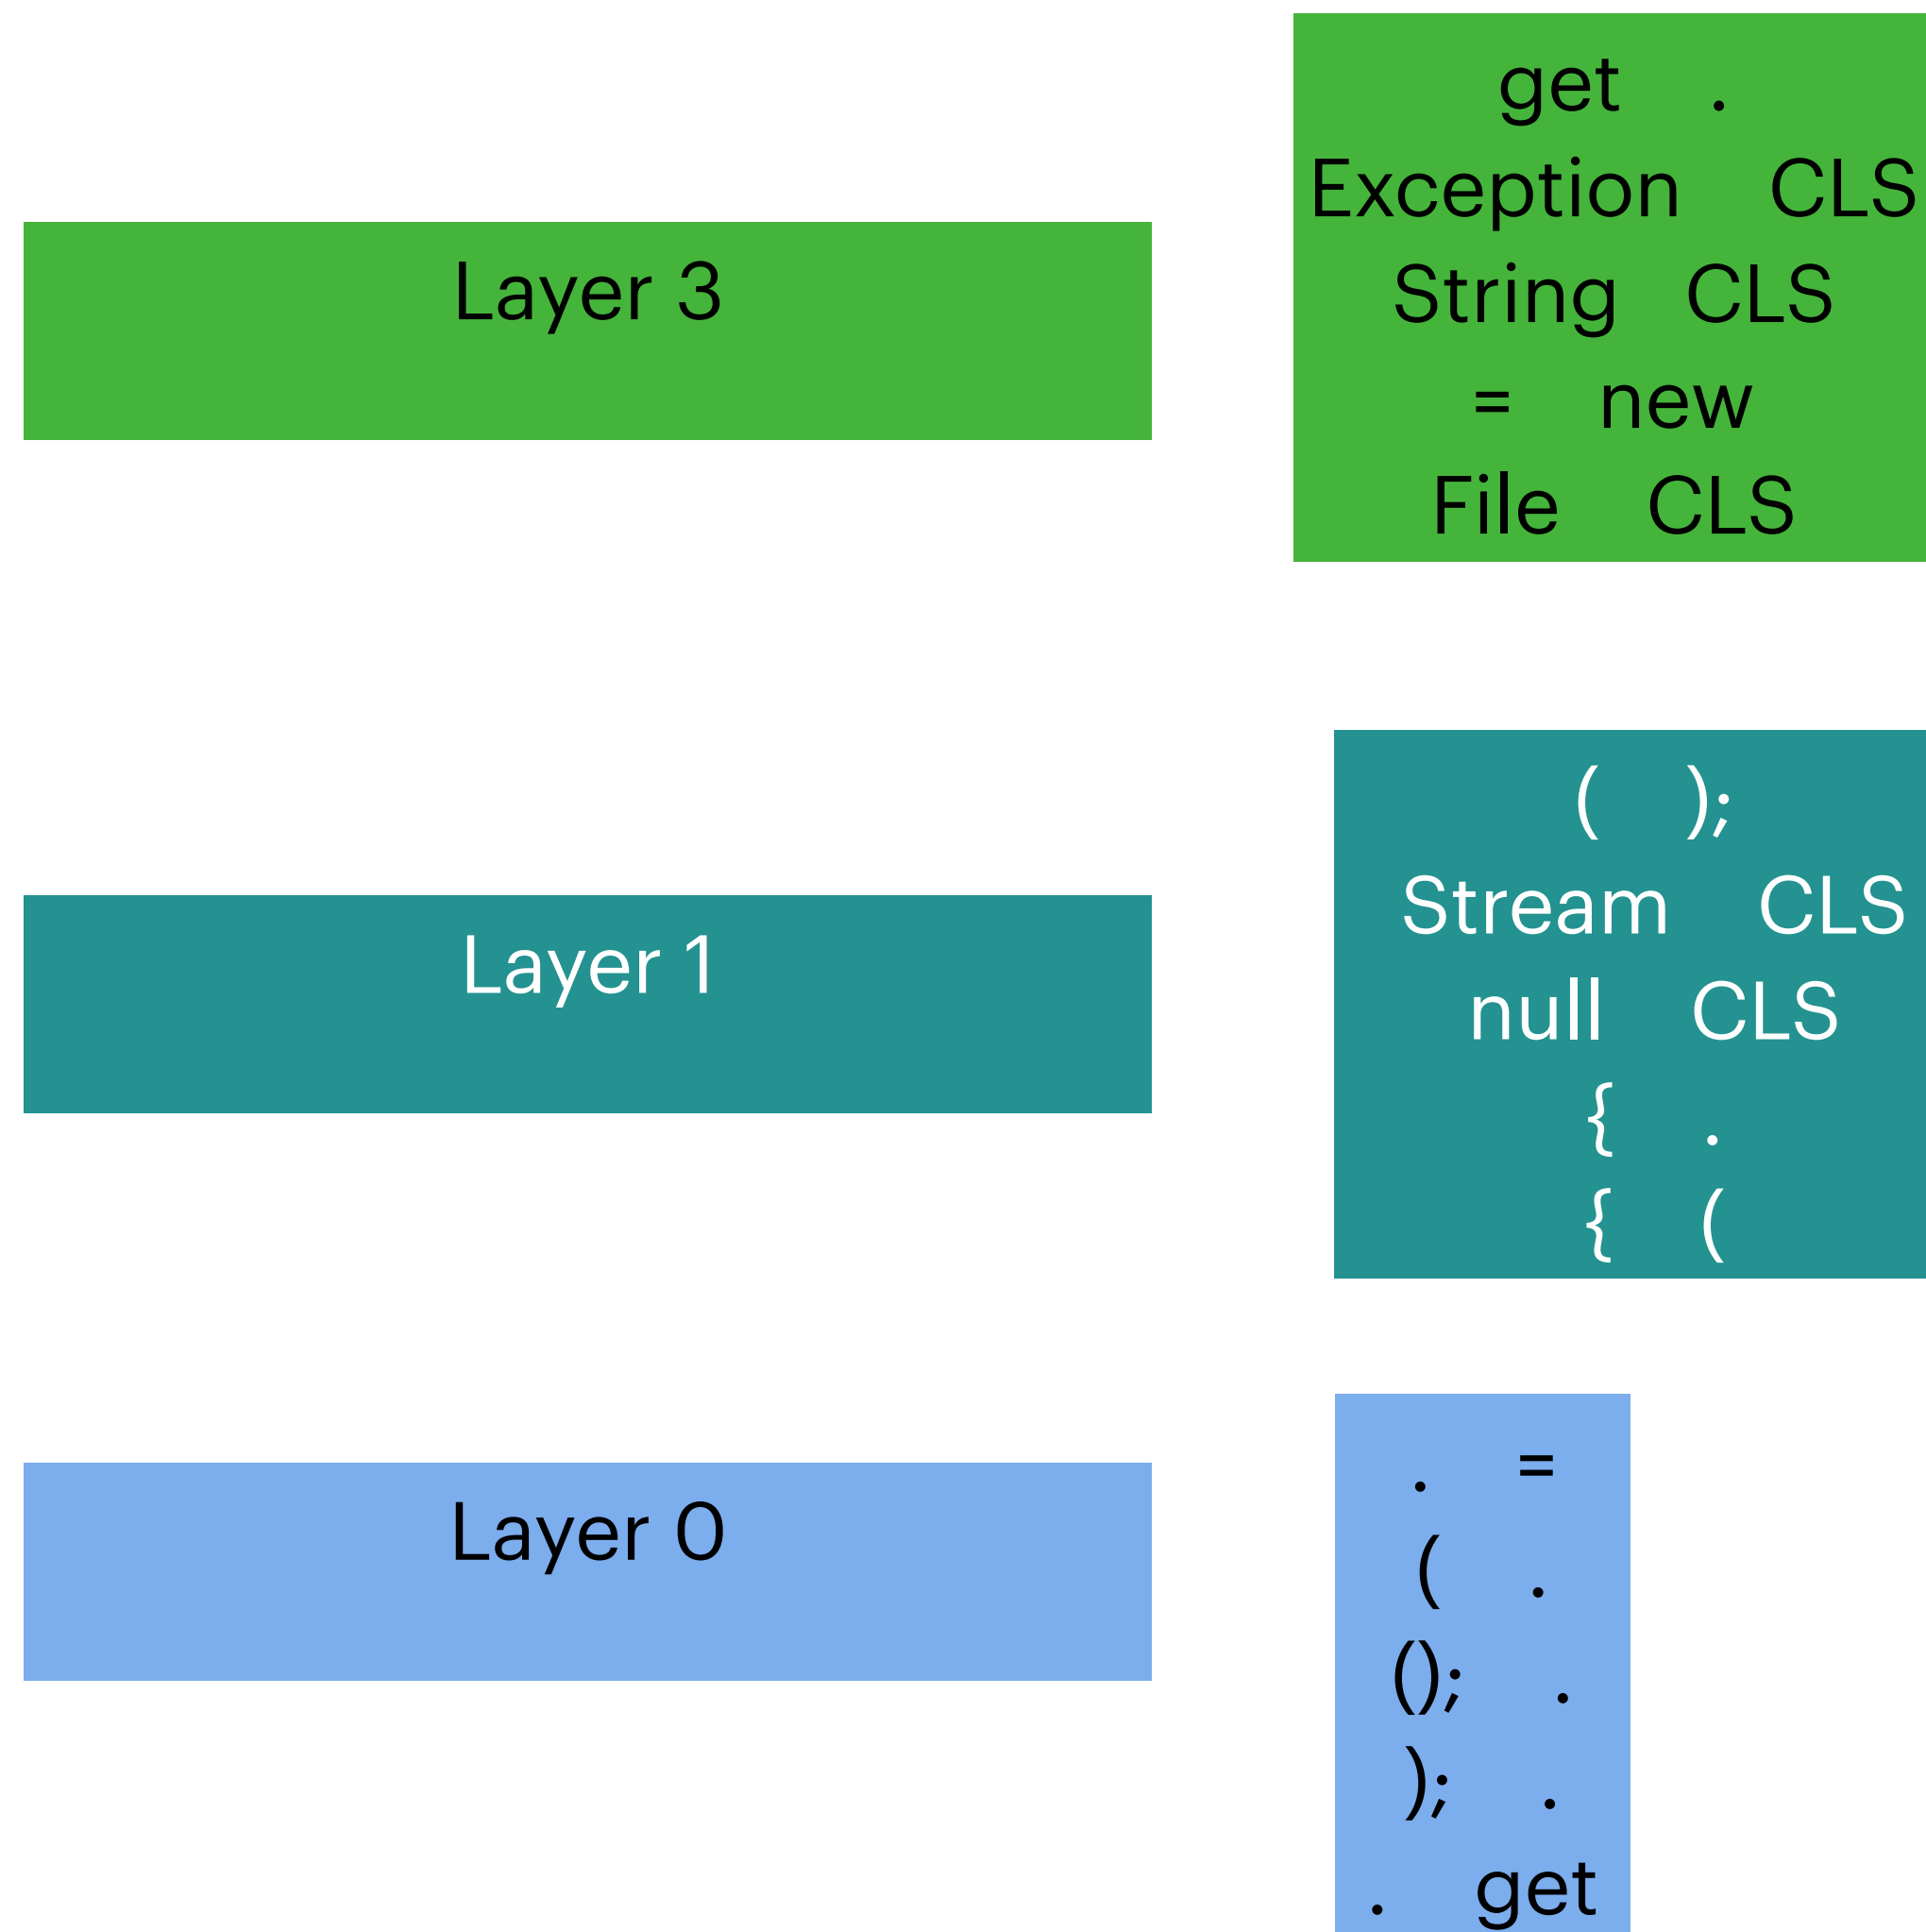 get .
Exception CLS
String CLS
= new
File CLS
Layer 3
( );
Stream CLS
null CLS
{ .
{ (
Layer 1
. =
( .
(); .
); .
. get
Layer 0